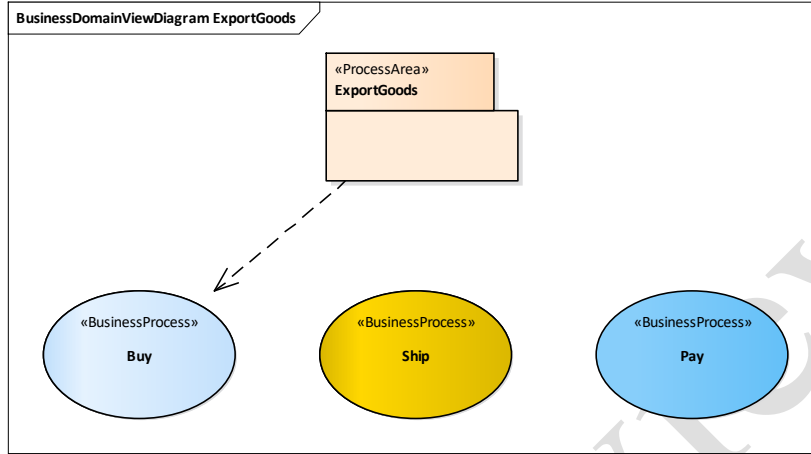 BusinessDomainViewDiagram ExportGoods
«ProcessArea»
ExportGoods
«BusinessProcess»
Buy
«BusinessProcess»
Ship
«BusinessProcess»
Pay